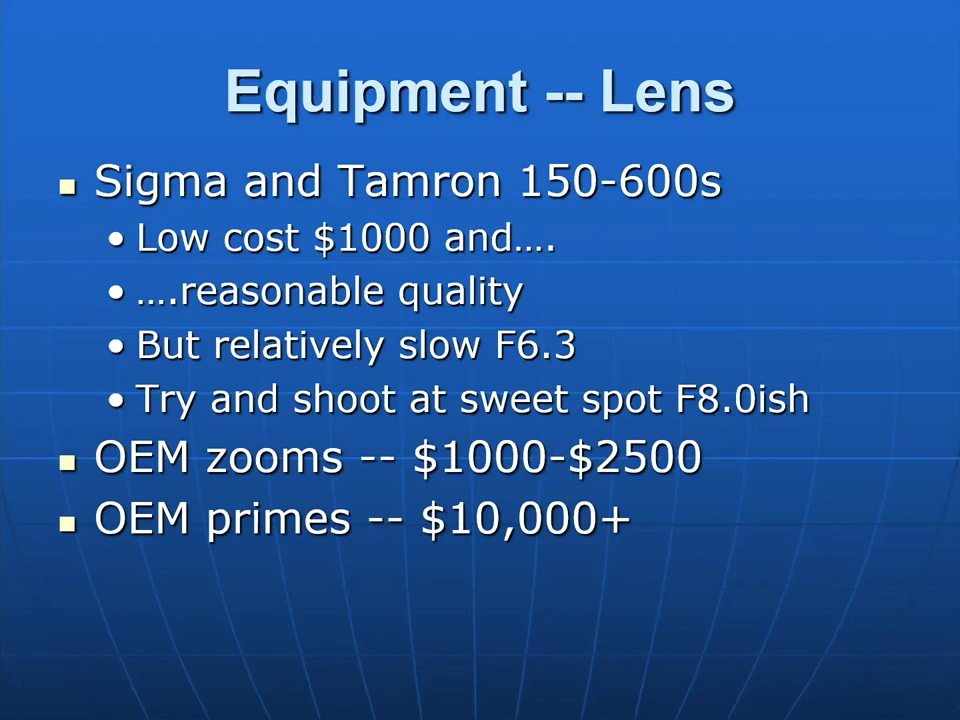 Equipment -- Lens
Sigma and Tamron 150-600s
Low cost $1000 and….
….reasonable quality
But relatively slow F6.3
Try and shoot at sweet spot F8.0ish
OEM zooms -- $1000-$2500
OEM primes -- $10,000+